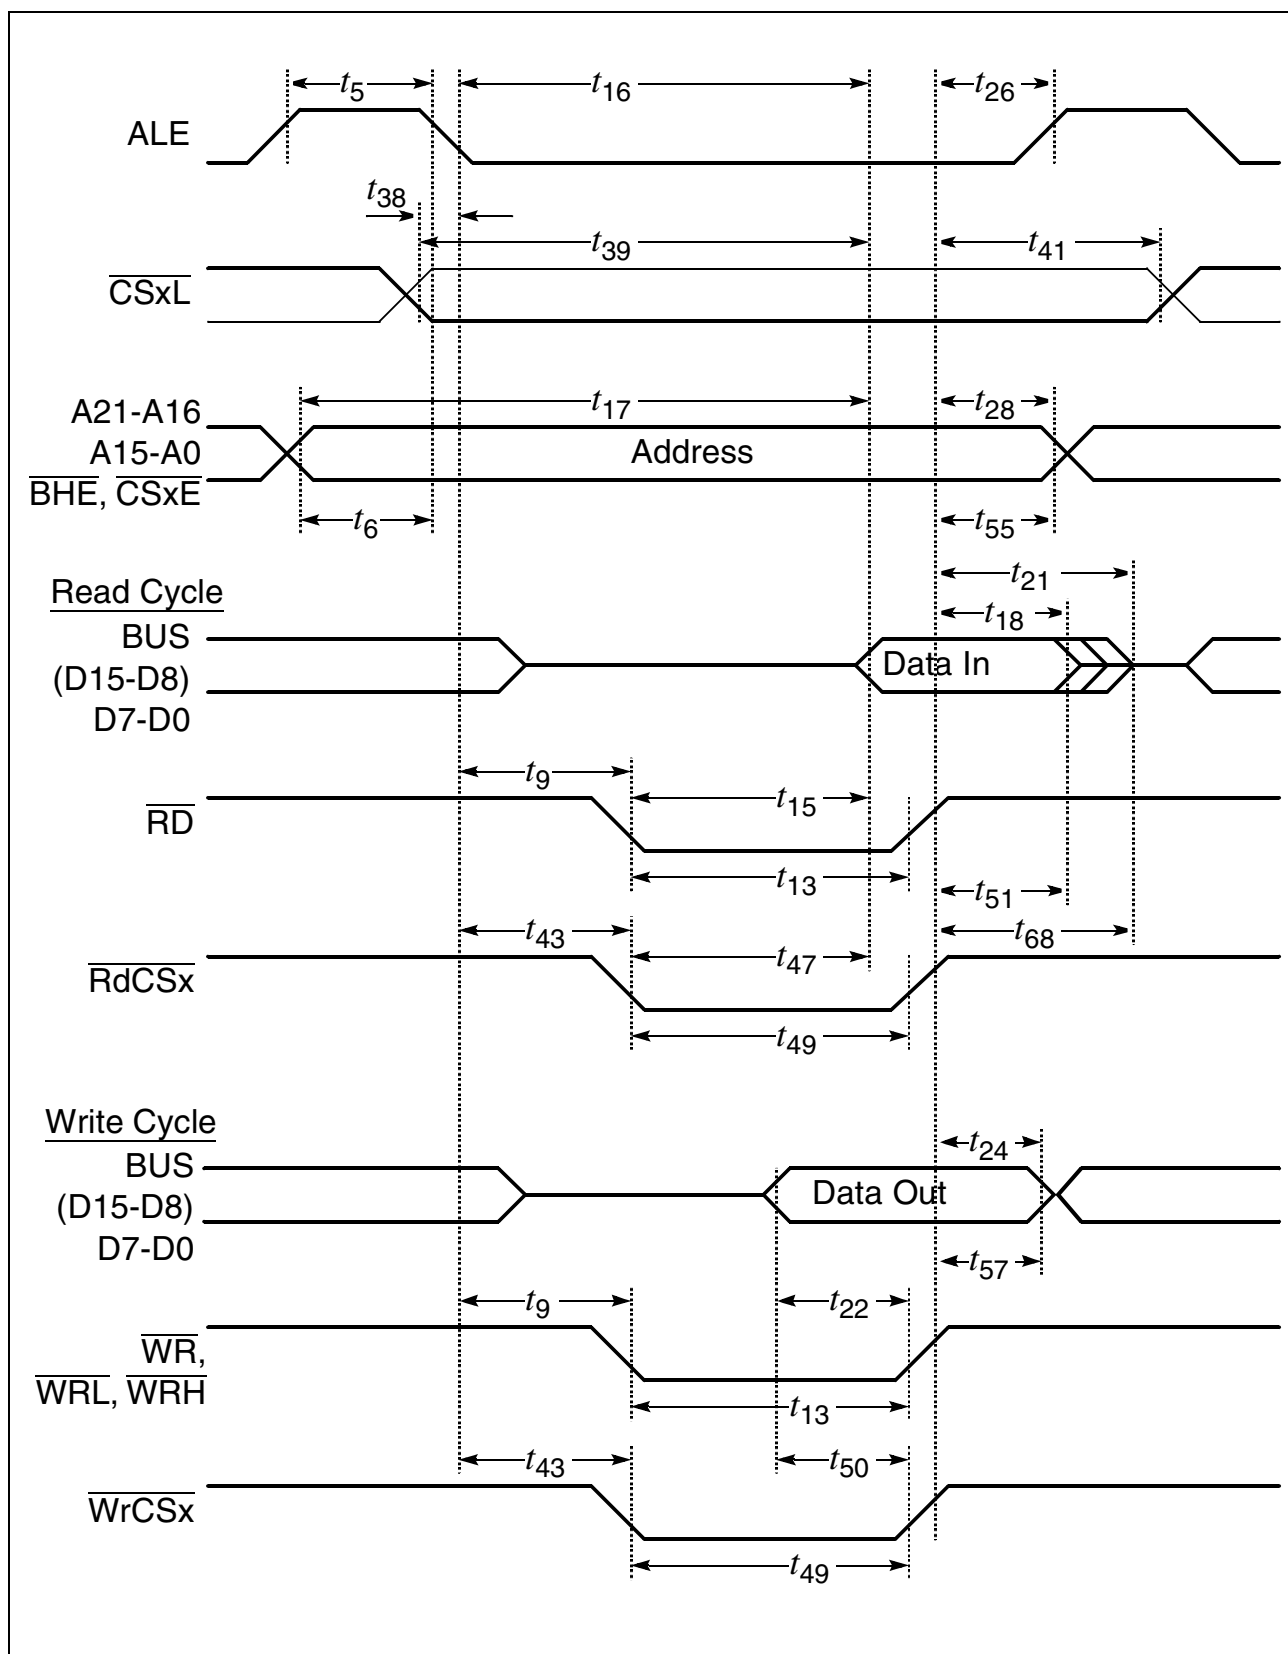 t5 t16 t26
ALE
t38
t39 t41
CSxL
t17 t28
A21-A16
A15-A0 Address
BHE, CSxE
t6 t55
t21
Read Cycle
t18
BUS
(D15-D8) Data In
D7-D0
t9 t15
RD
t13 t51
t43 t47 t68
RdCSx
t49
Write Cycle
t24
BUS
(D15-D8) Data Out
D7-D0
t57
t9 t22
WR,
WRL, WRH
t13
t43 t50
WrCSx
t49